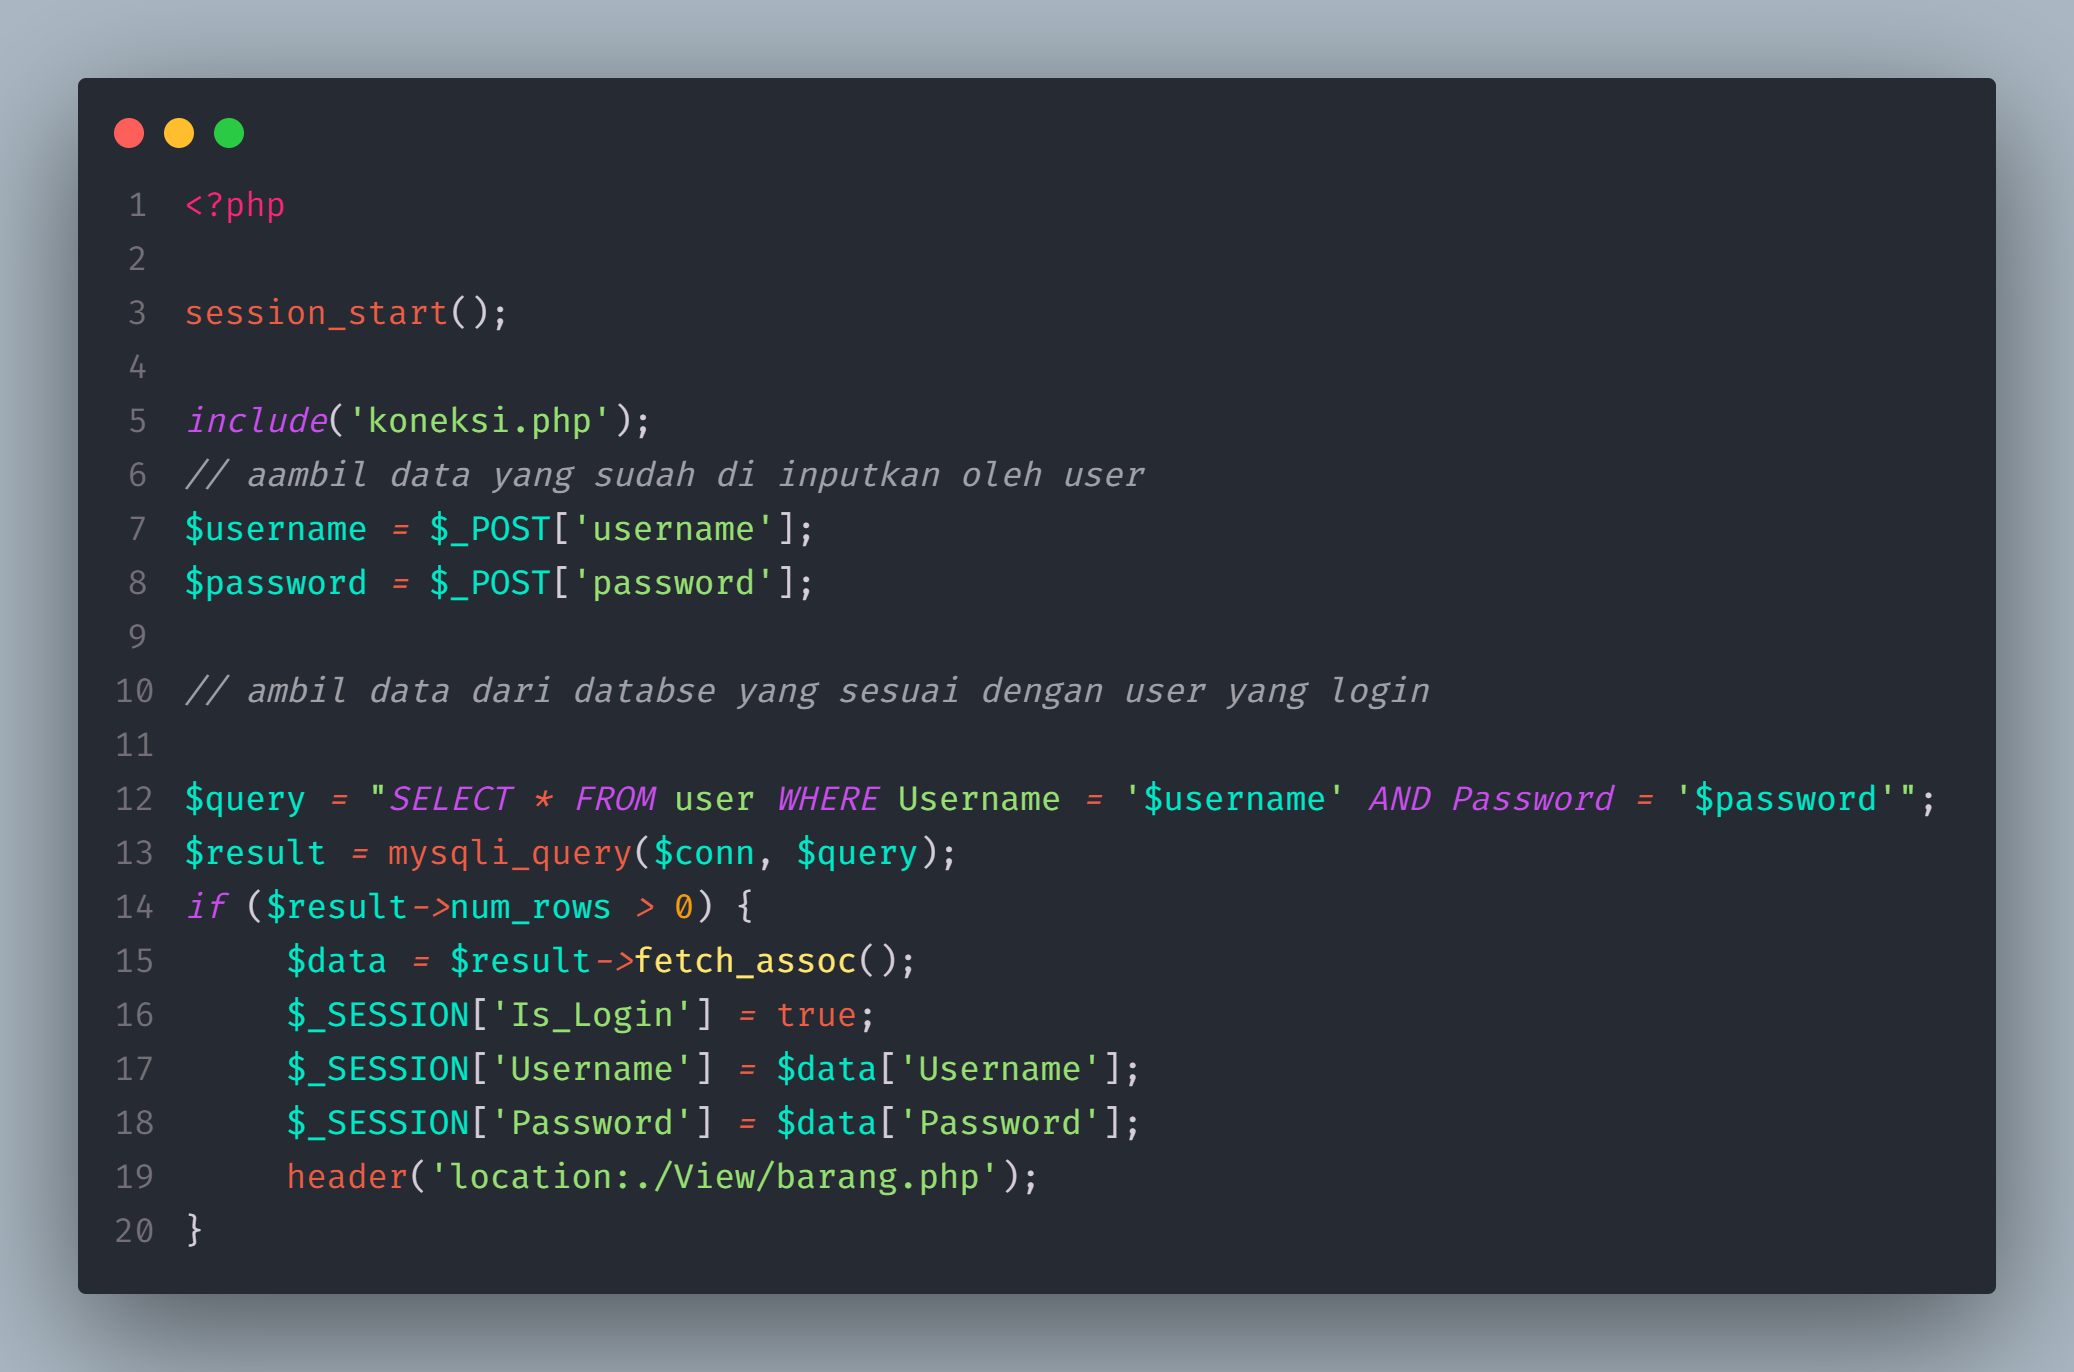 1 <?php
2
3 session_start();
4
5 include('koneksi.php');
6 // aambil data yang sudah di inputkan oleh user
7 $username = $_POST['username'];
8 $password = $_POST['password'];
9
10 // ambil data dari databse yang sesuai dengan user yang login
11
12 $query = "SELECT * FROM user WHERE Username = '$username' AND Password = '$password'";
13 $result = mysqli_query($conn, $query);
14 if ($result->num_rows > 0) {
15     $data = $result->fetch_assoc();
16     $_SESSION['Is_Login'] = true;
17     $_SESSION['Username'] = $data['Username'];
18     $_SESSION['Password'] = $data['Password'];
19     header('location:./View/barang.php');
20 }